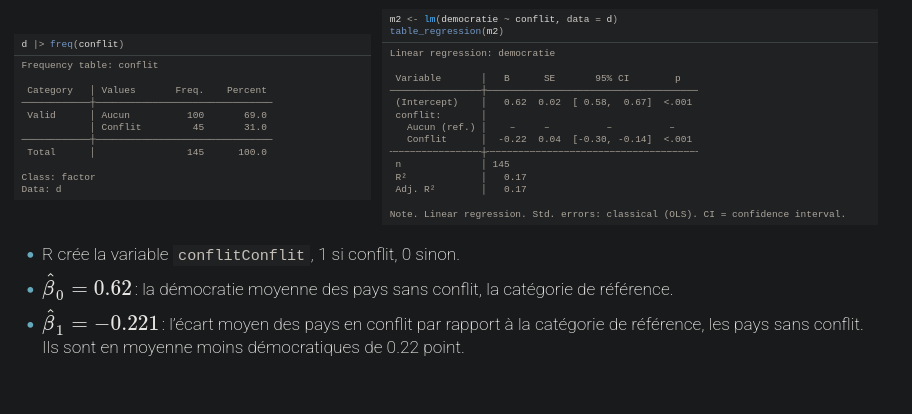 d |> freq(conflit)
Frequency table: conflit
Category │ Values Freq. Percent
Valid │ Aucun 100 69.0
│ Conflit 45 31.0
Total │ 145 100.0
Class: factor
Data: d
m2 <- lm(democratie ~ conflit, data = d)
table_regression(m2)
Linear regression: democratie
Variable │ B SE 95% CI p
(Intercept) │ 0.62 0.02 [ 0.58, 0.67] <.001
conflit: │
Aucun (ref.) │ – – – –
Conflit │ -0.22 0.04 [-0.30, -0.14] <.001
n │ 145
R² │ 0.17
Adj. R² │ 0.17
Note. Linear regression. Std. errors: classical (OLS). CI = confidence interval.
• R crée la variable conflitConflit, 1 si conflit, 0 sinon.
• β̂₀ = 0.62 : la démocratie moyenne des pays sans conflit, la catégorie de référence.
• β̂₁ = −0.221 : l'écart moyen des pays en conflit par rapport à la catégorie de référence, les pays sans conflit.
Ils sont en moyenne moins démocratiques de 0.22 point.